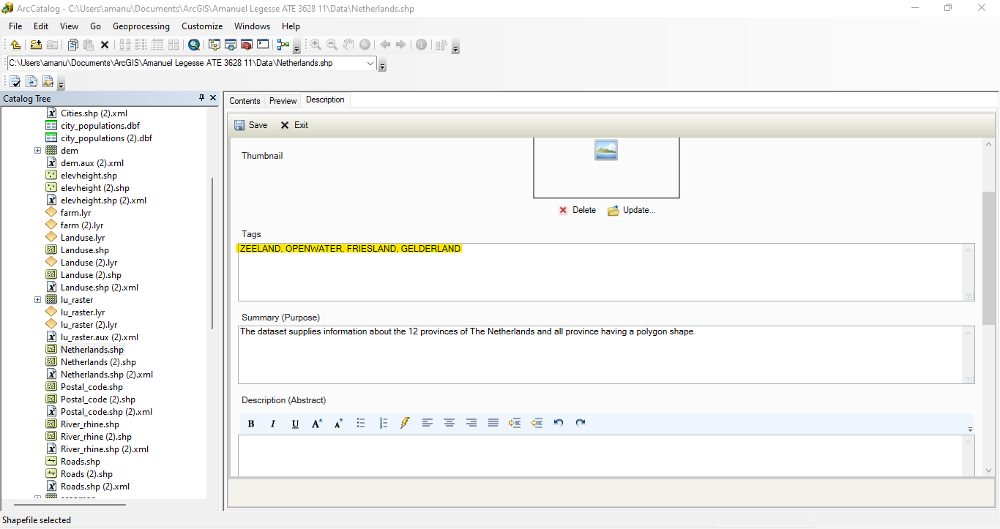 ArcCatalog - C:\Users\amanu\Documents\ArcGIS\Amanuel Legesse ATE 3628 11\Data\Netherlands.shp
File Edit View Go Geoprocessing Customize Windows Help
C:\Users\amanu\Documents\ArcGIS\Amanuel Legesse ATE 3628 11\Data\Netherlands.shp
Catalog Tree
Cities.shp (2).xml
city_populations.dbf
city_populations (2).dbf
dem
dem.aux (2).xml
elevheight.shp
elevheight (2).shp
elevheight.shp (2).xml
farm.lyr
farm (2).lyr
Landuse.lyr
Landuse.shp
Landuse (2).lyr
Landuse (2).shp
Landuse.shp (2).xml
lu_raster
lu_raster.lyr
lu_raster (2).lyr
lu_raster.aux (2).xml
Netherlands.shp
Netherlands (2).shp
Netherlands.shp (2).xml
Postal_code.shp
Postal_code (2).shp
Postal_code.shp (2).xml
River_rhine.shp
River_rhine (2).shp
River_rhine.shp (2).xml
Roads.shp
Roads (2).shp
Roads.shp (2).xml
Contents Preview Description
Save Exit
Thumbnail
Delete Update...
Tags
ZEELAND, OPENWATER, FRIESLAND, GELDERLAND
Summary (Purpose)
The dataset supplies information about the 12 provinces of The Netherlands and all province having a polygon shape.
Description (Abstract)
B I U A A
Shapefile selected